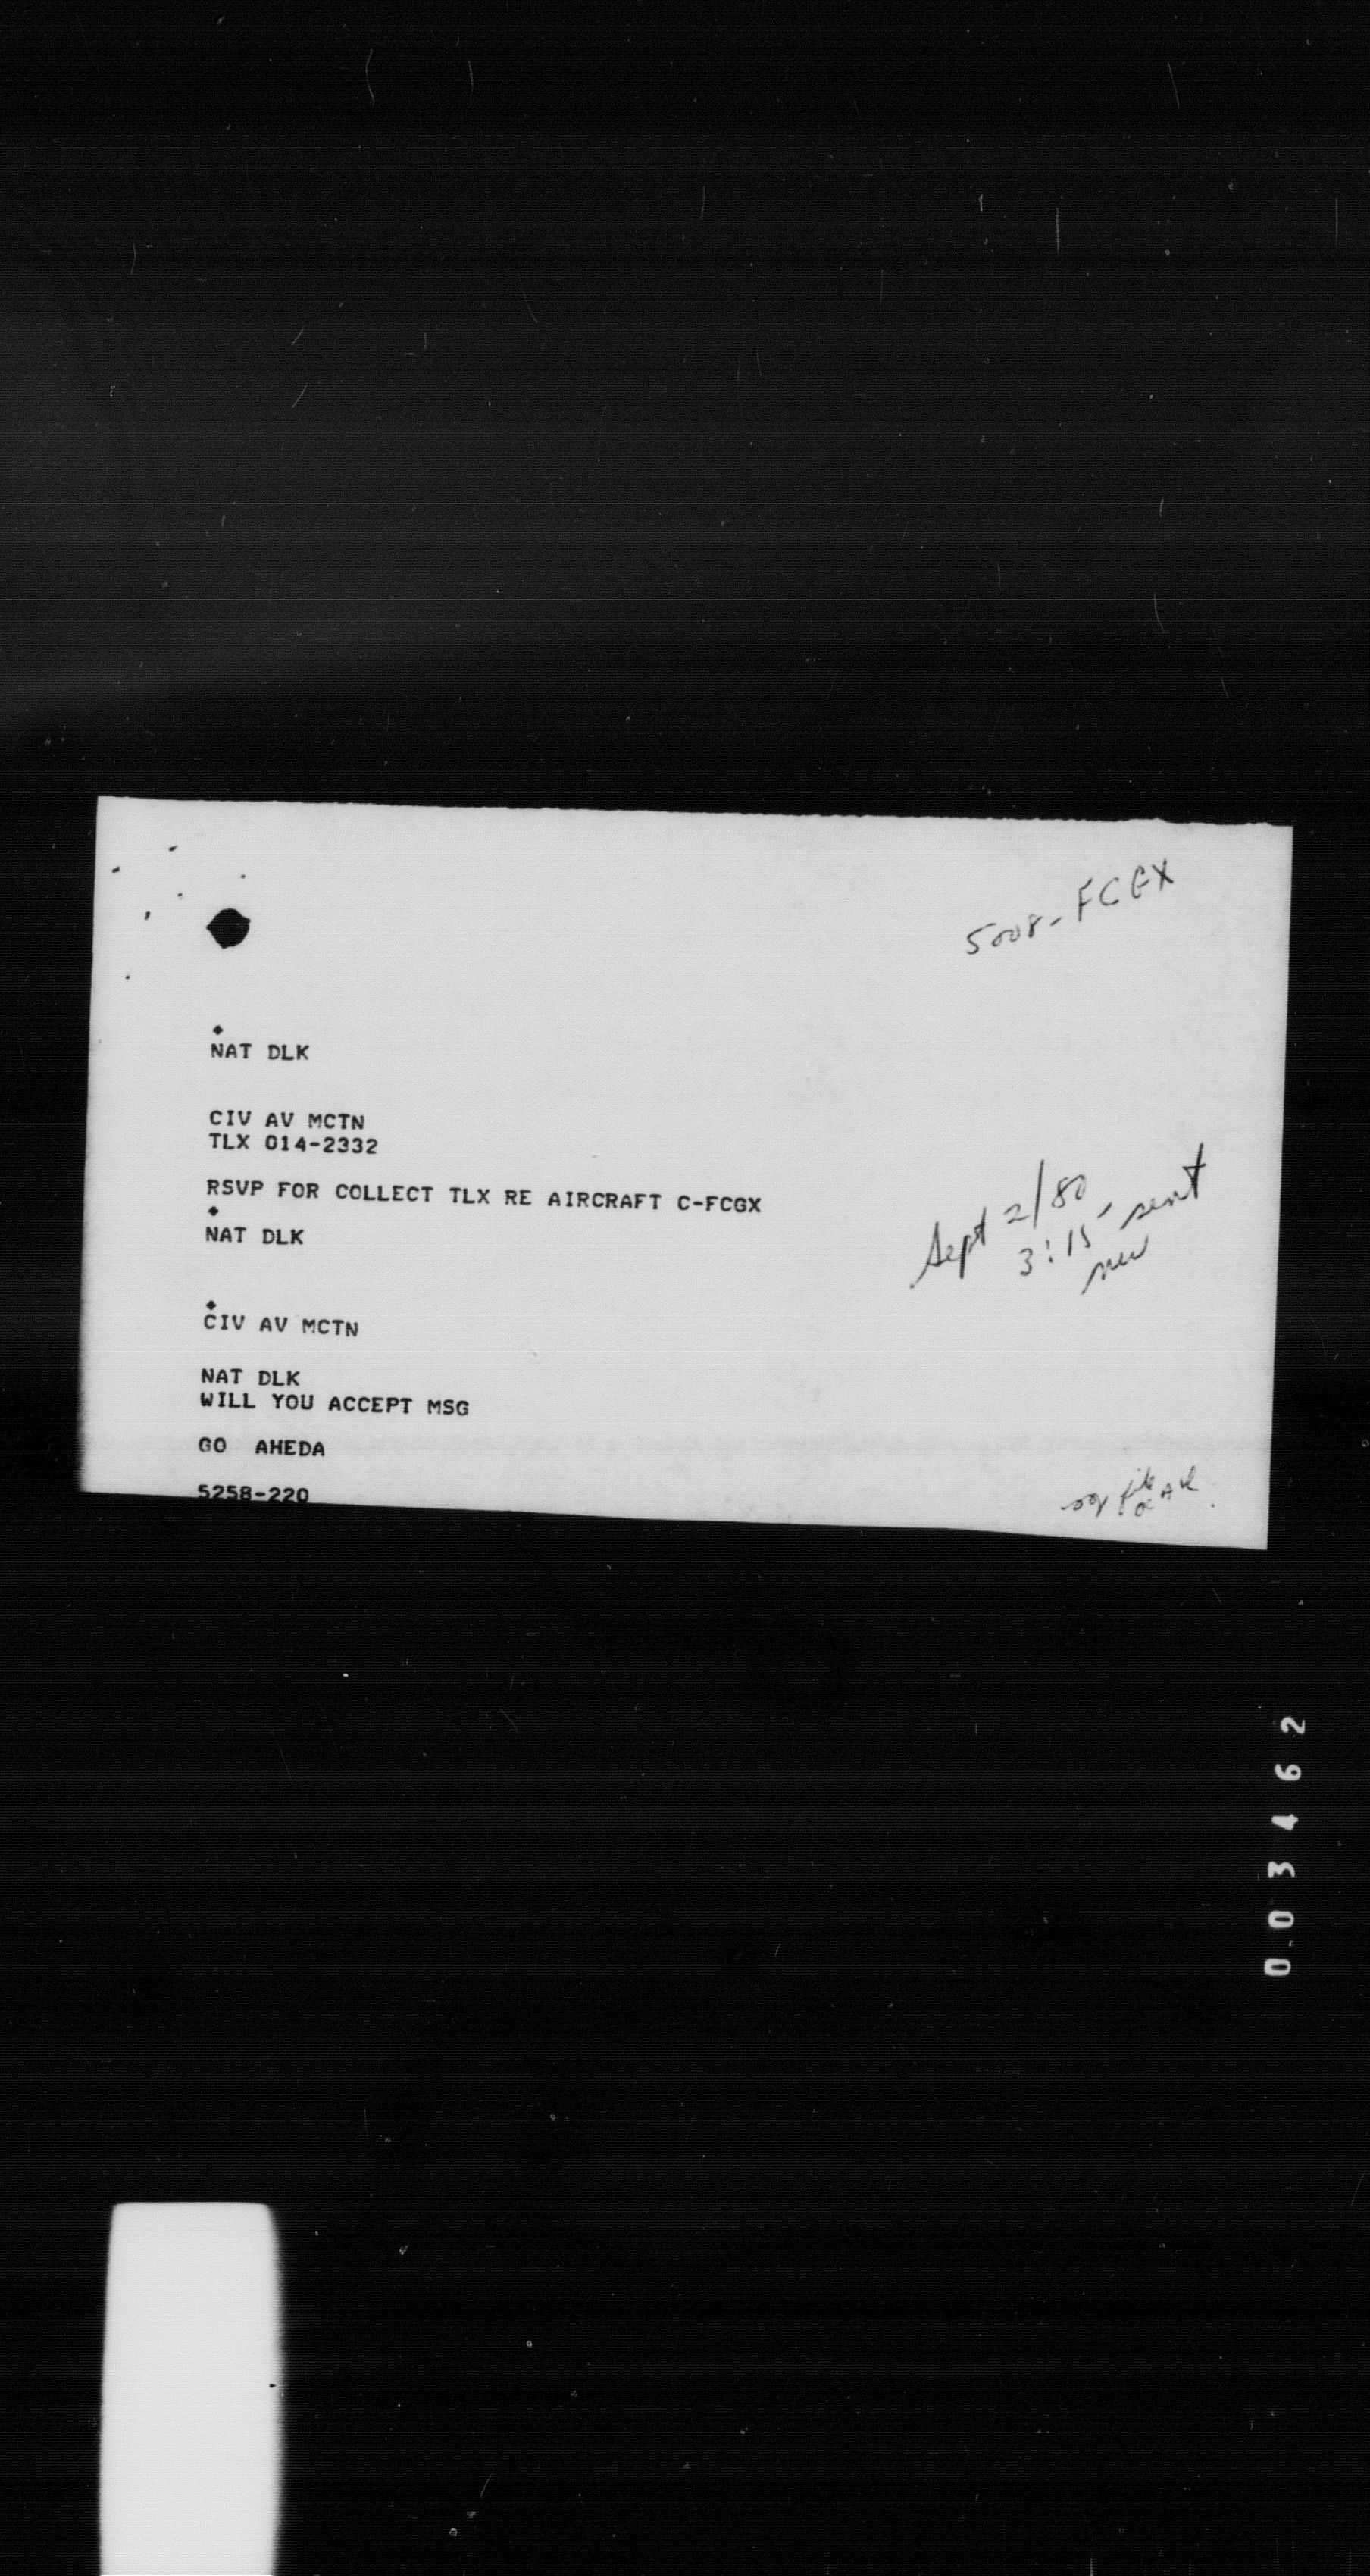 5008-FCGX
NAT DLK
CIV AV MCTN
TLX 014-2332
RSVP FOR COLLECT TLX RE AIRCRAFT C-FCGX
NAT DLK
Sept 2/80
3:15 - sent
CIV AV MCTN
NAT DLK
WILL YOU ACCEPT MSG
GO AHEDA
5258-220
file
003462